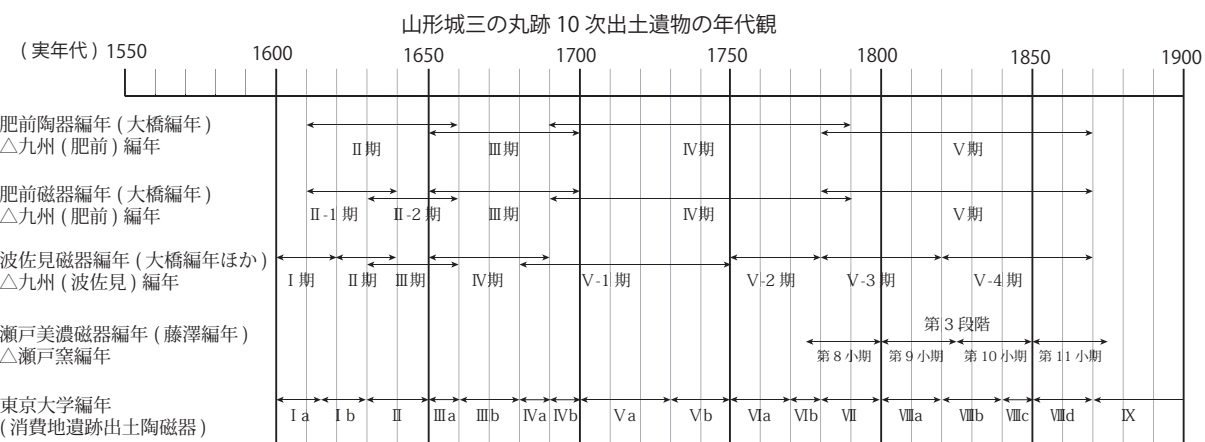 山形城三の丸跡 10 次出土遺物の年代観
( 実年代 ) 1550 1600 1650 1700 1750 1800 1850 1900
肥前陶器編年 ( 大橋編年 )
△九州 ( 肥前 ) 編年
Ⅱ期 Ⅲ期 Ⅳ期 Ⅴ期
肥前磁器編年 ( 大橋編年 )
△九州 ( 肥前 ) 編年
Ⅱ-1 期 Ⅱ-2 期 Ⅲ期 Ⅳ期 Ⅴ期
波佐見磁器編年 ( 大橋編年ほか )
△九州 ( 波佐見 ) 編年
Ⅰ期 Ⅱ期 Ⅲ期 Ⅳ期 Ⅴ-1 期 Ⅴ-2 期 Ⅴ-3 期 Ⅴ-4 期
瀬戸美濃磁器編年 ( 藤澤編年 )
△瀬戸窯編年
第 3 段階
第 8 小期 第 9 小期 第 10 小期 第 11 小期
東京大学編年
( 消費地遺跡出土陶磁器 )
Ⅰa Ⅰb Ⅱ Ⅲa Ⅲb Ⅳa Ⅳb Ⅴa Ⅴb Ⅵa Ⅵb Ⅶ Ⅷa Ⅷb Ⅷc Ⅷd Ⅸ